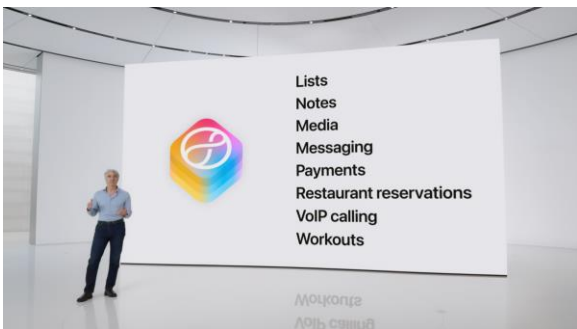 Lists
Notes
Media
Messaging
Payments
Restaurant reservations
VoIP calling
Workouts